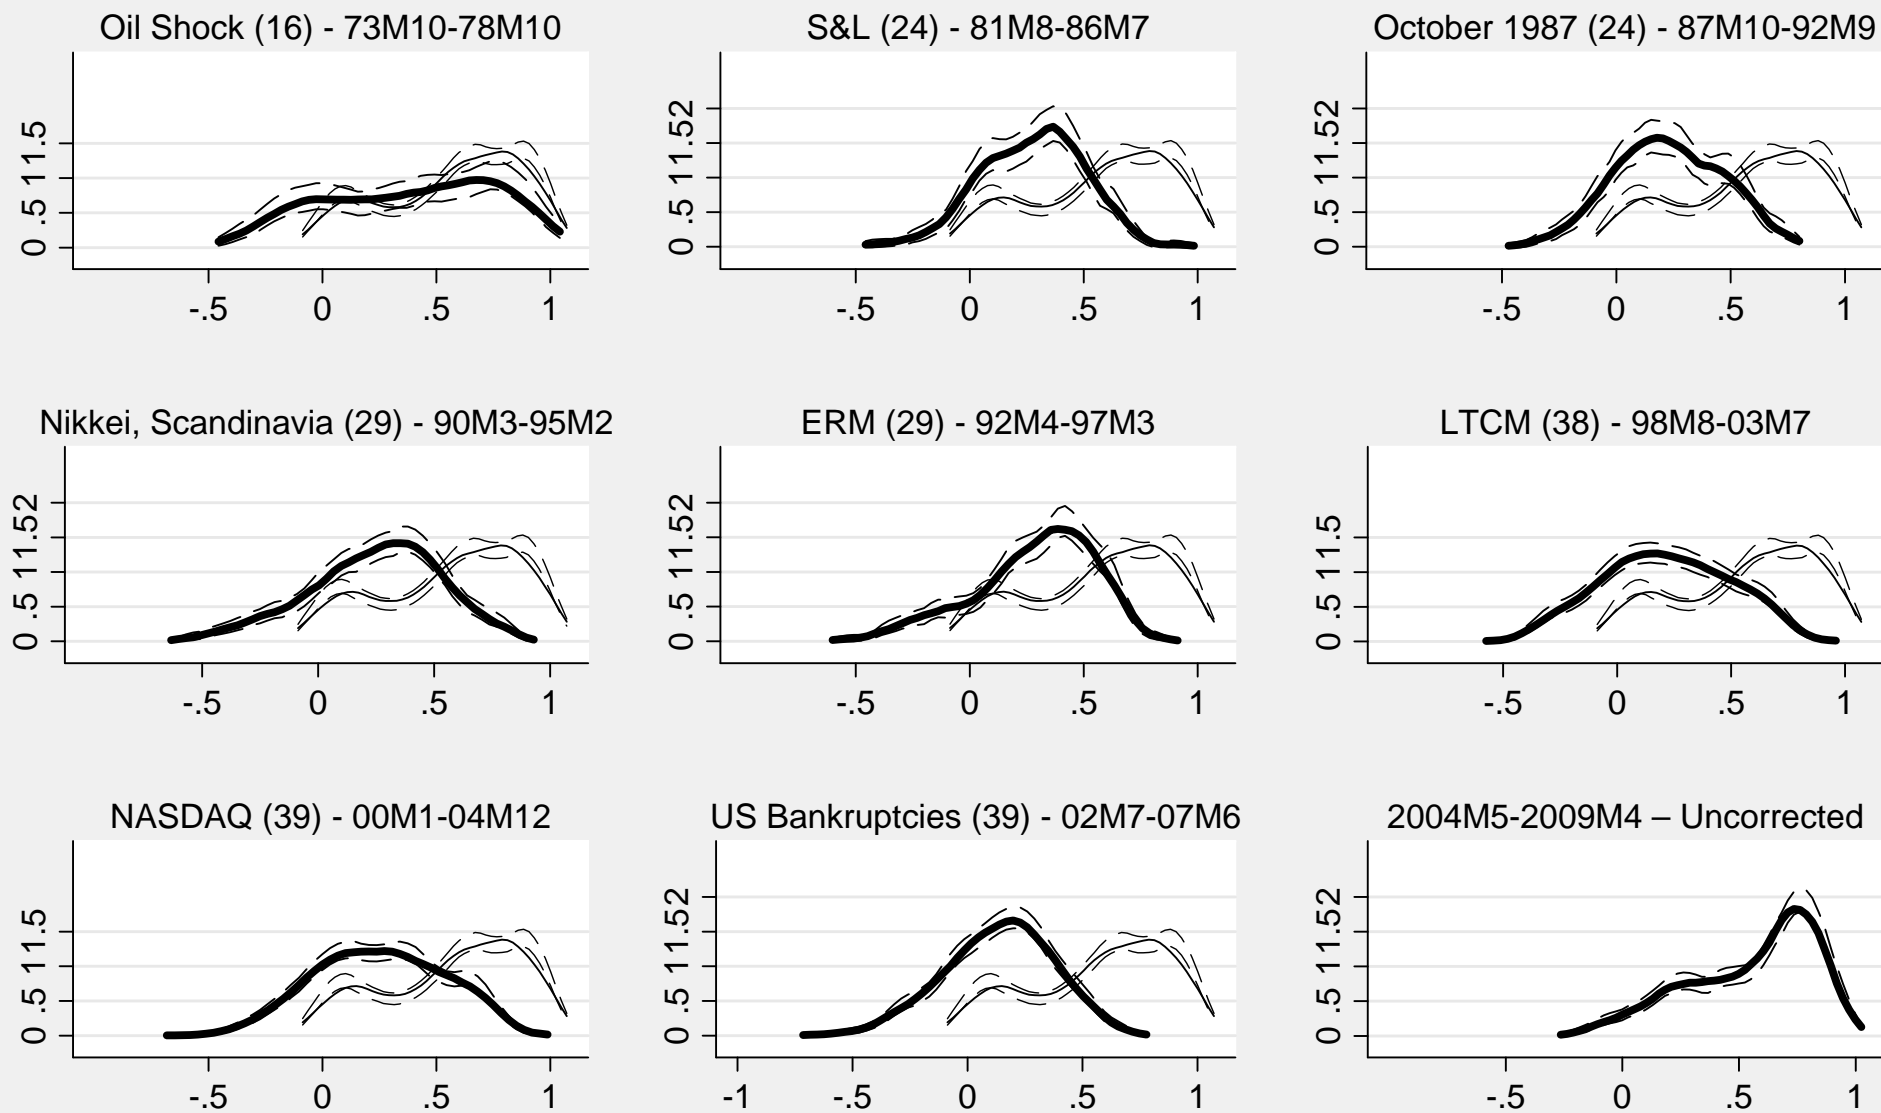 Oil Shock (16) - 73M10-78M10
S&L (24) - 81M8-86M7
October 1987 (24) - 87M10-92M9
0 .5 1 1.5
0 .5 1 1.5 2
0 .5 1 1.5 2
-.5 0 .5 1
-.5 0 .5 1
-.5 0 .5 1
Nikkei, Scandinavia (29) - 90M3-95M2
ERM (29) - 92M4-97M3
LTCM (38) - 98M8-03M7
0 .5 1 1.5 2
0 .5 1 1.5 2
0 .5 1 1.5
-.5 0 .5 1
-.5 0 .5 1
-.5 0 .5 1
NASDAQ (39) - 00M1-04M12
US Bankruptcies (39) - 02M7-07M6
2004M5-2009M4 – Uncorrected
0 .5 1 1.5
0 .5 1 1.5 2
0 .5 1 1.5 2
-.5 0 .5 1
-1 -.5 0 .5 1
-.5 0 .5 1